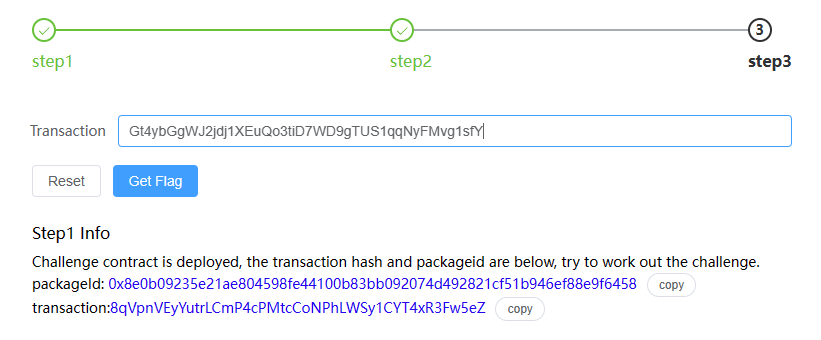 3
step1 step2 step3
Transaction Gt4ybGgWJ2jdj1XEuQo3tiD7WD9gTUS1qqNyFMvg1sfY
Reset Get Flag
Step1 Info
Challenge contract is deployed, the transaction hash and packageid are below, try to work out the challenge.
packageId: 0x8e0b09235e21ae804598fe44100b83bb092074d492821cf51b946ef88e9f6458 copy
transaction:8qVpnVEyYutrLCmP4cPMtcCoNPhLWSy1CYT4xR3Fw5eZ copy